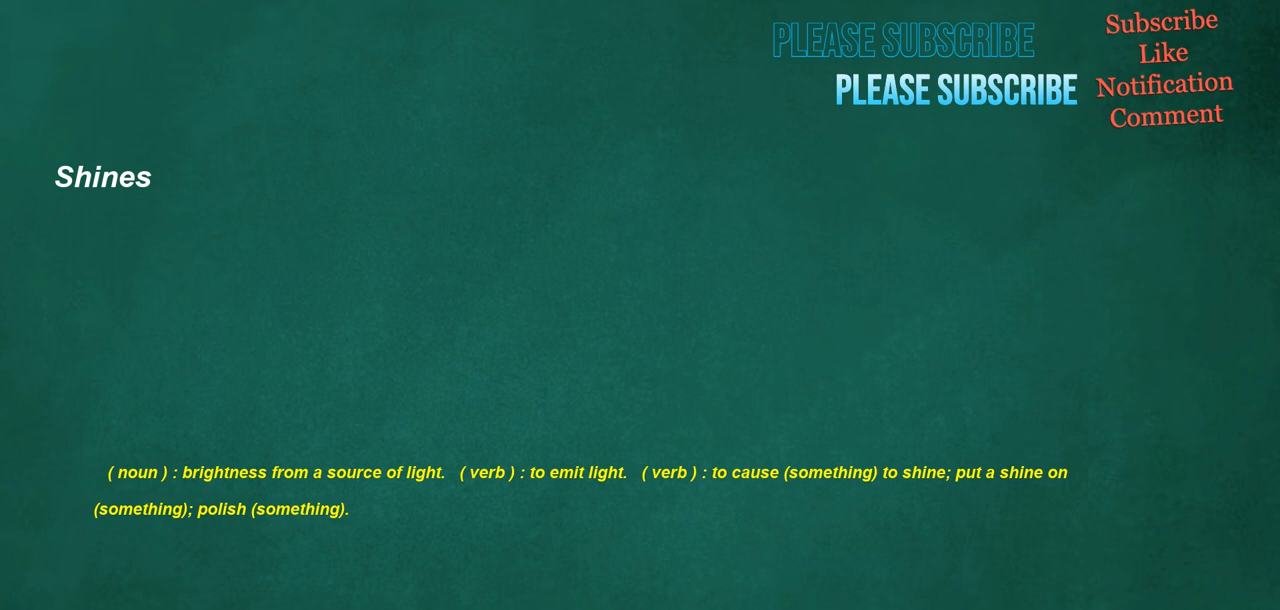 PLEASE SUBSCRIBE
PLEASE SUBSCRIBE
Subscribe
Like
Notification
Comment
Shines
( noun ) : brightness from a source of light. ( verb ) : to emit light. ( verb ) : to cause (something) to shine; put a shine on
(something); polish (something).